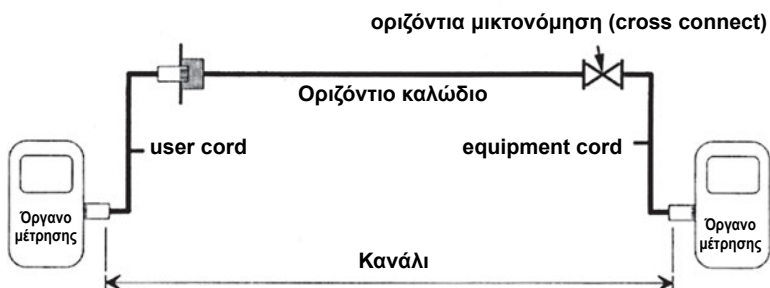 οριζόντια μικτονόμηση (cross connect)
Οριζόντιο καλώδιο
user cord
equipment cord
Όργανο
μέτρησης
Όργανο
μέτρησης
Κανάλι